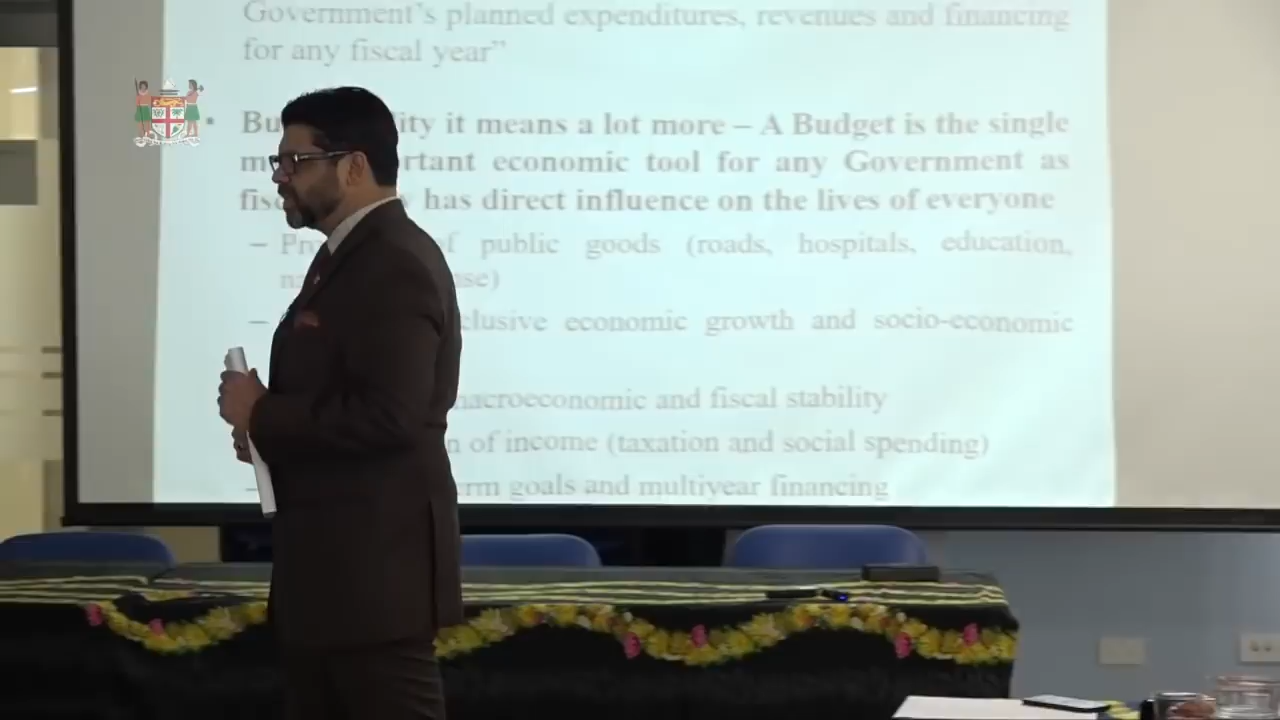 Government's planned expenditures, revenues and financing
for any fiscal year"
• Bu lity it means a lot more – A Budget is the single
m rtant economic tool for any Government as
fisc has direct influence on the lives of everyone
– Pr f public goods (roads, hospitals, education,
na se)
– clusive economic growth and socio-economic
macroeconomic and fiscal stability
n of income (taxation and social spending)
erm goals and multiyear financing